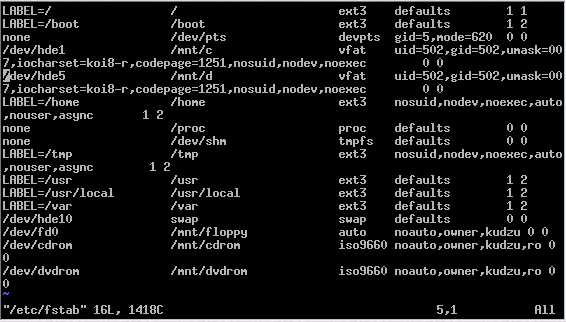 LABEL=/ / ext3 defaults 1 1
LABEL=/boot /boot ext3 defaults 1 2
none /dev/pts devpts gid=5,mode=620 0 0
/dev/hde1 /mnt/c vfat uid=502,gid=502,umask=00
7,iocharset=koi8-r,codepage=1251,nosuid,nodev,noexec 0 0
/dev/hde5 /mnt/d vfat uid=502,gid=502,umask=00
7,iocharset=koi8-r,codepage=1251,nosuid,nodev,noexec 0 0
LABEL=/home /home ext3 nosuid,nodev,noexec,auto
,nouser,async 1 2
none /proc proc defaults 0 0
none /dev/shm tmpfs defaults 0 0
LABEL=/tmp /tmp ext3 nosuid,nodev,noexec,auto
,nouser,async 1 2
LABEL=/usr /usr ext3 defaults 1 2
LABEL=/usr/local /usr/local ext3 defaults 1 2
LABEL=/var /var ext3 defaults 1 2
/dev/hde10 swap swap defaults 0 0
/dev/fd0 /mnt/floppy auto noauto,owner,kudzu 0 0
/dev/cdrom /mnt/cdrom iso9660 noauto,owner,kudzu,ro 0
0
/dev/dvdrom /mnt/dvdrom iso9660 noauto,owner,kudzu,ro 0
0
~
"/etc/fstab" 16L, 1418C 5,1 All